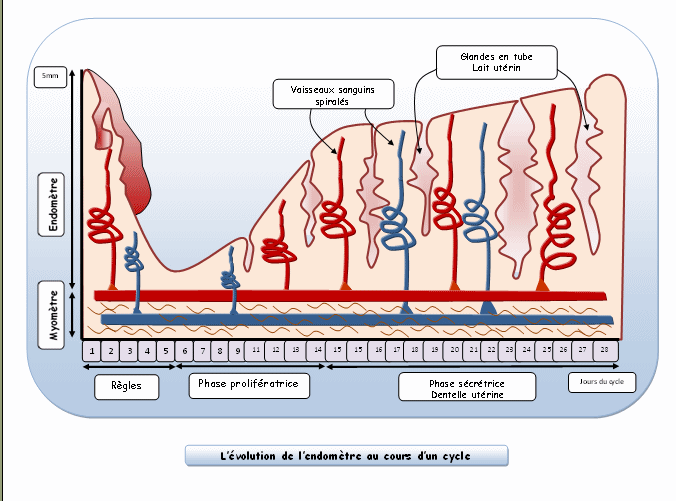 Glandes en tube
Lait utérin
5mm
Vaisseaux sanguins
spiralés
Endomètre
Myomètre
1 2 3 4 5 6 7 8 9 11 12 13 14 15 15 16 17 18 19 20 21 22 23 24 25 26 27 28
Règles
Phase prolifératrice
Phase sécrétrice
Dentelle utérine
Jours du cycle
L'évolution de l'endomètre au cours d'un cycle